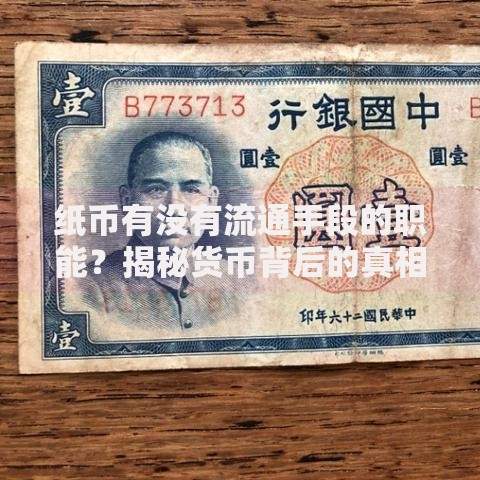 壹
B773713
中國銀行
壹圓
壹圓
壹圓
纸币有没有流通手段的职
能？揭秘货币背后的真相
中華民國二十六年印
壹